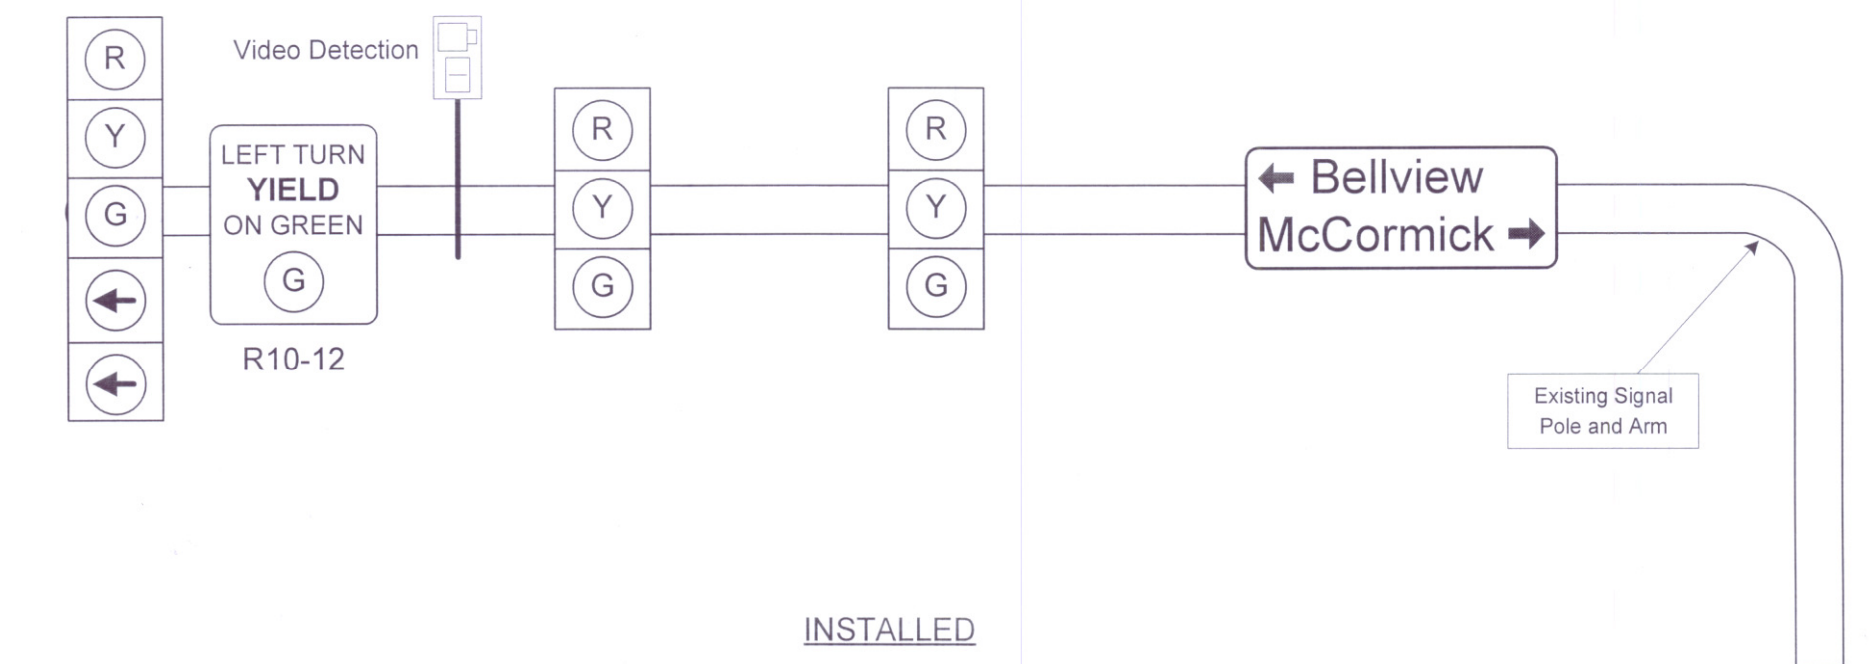 R
Y
G
Video Detection
LEFT TURN
YIELD
ON GREEN
G
R10-12
R
Y
G
R
Y
G
← Bellview
McCormick →
Existing Signal
Pole and Arm
INSTALLED